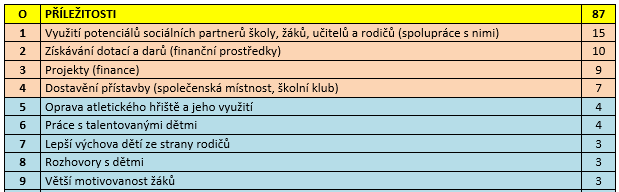 O PŘÍLEŽITOSTI 87
1 Využití potenciálů sociálních partnerů školy, žáků, učitelů a rodičů (spolupráce s nimi) 15
2 Získávání dotací a darů (finanční prostředky) 10
3 Projekty (finance) 9
4 Dostavění přístavby (společenská místnost, školní klub) 7
5 Oprava atletického hřiště a jeho využití 4
6 Práce s talentovanými dětmi 4
7 Lepší výchova dětí ze strany rodičů 3
8 Rozhovory s dětmi 3
9 Větší motivovanost žáků 3